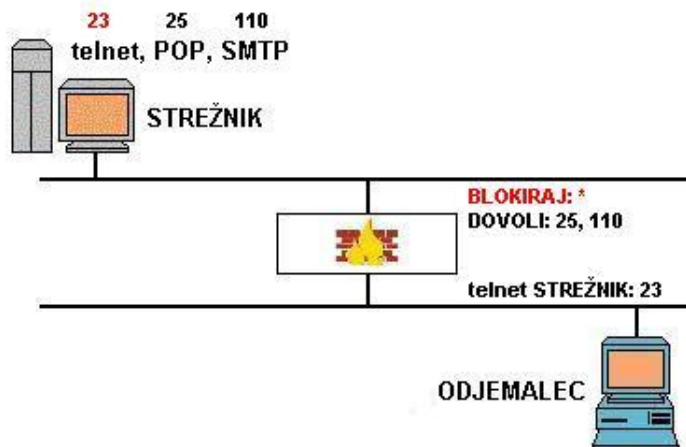 23 25 110
telnet, POP, SMTP
STREŽNIK
BLOKIRAJ: *
DOVOLI: 25, 110
telnet STREŽNIK: 23
ODJEMALEC